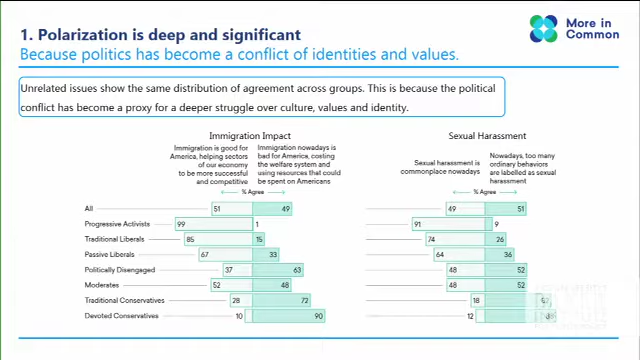 1. Polarization is deep and significant
Because politics has become a conflict of identities and values.
More in
Common
Unrelated issues show the same distribution of agreement across groups. This is because the political
conflict has become a proxy for a deeper struggle over culture, values and identity.
Immigration Impact
Immigration is good for
America, helping sectors
of our economy
to be more successful
and competitive
Immigration nowadays is
bad for America, costing
the welfare system and
using resources that could
be spent on Americans
% Agree
Sexual Harassment
Sexual harassment is
commonplace nowadays
Nowadays, too many
ordinary behaviors
are labelled as sexual
harassment
% Agree
All 51 49 49 51
Progressive Activists 99 1 91 9
Traditional Liberals 85 15 74 26
Passive Liberals 67 33 64 36
Politically Disengaged 37 63 48 52
Moderates 52 48 48 52
Traditional Conservatives 28 72 18
Devoted Conservatives 10 90 12